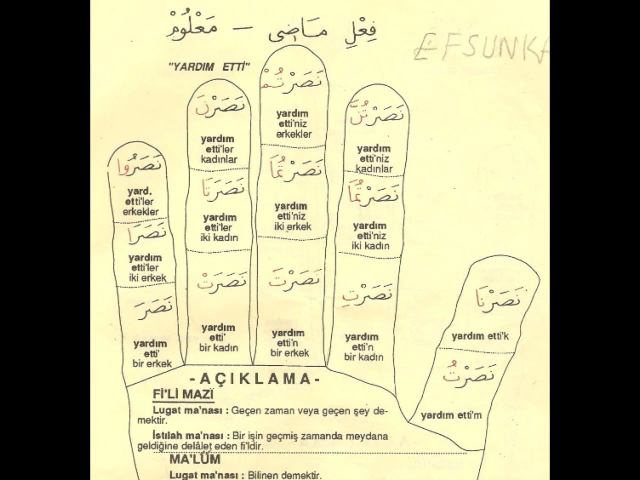 فِعْلِ مَاضِى – مَعْلُومْ
EFSUNKA
"YARDIM ETTİ"
نَصَرُوا
yard.
etti'ler
erkekler
نَصَرَا
yardım
etti'ler
iki erkek
نَصَرَ
yardım
etti'
bir erkek
نَصَرْنَ
yardım
etti'ler
kadınlar
نَصَرَتَا
yardım
etti'ler
iki kadın
نَصَرَتْ
yardım
etti'
bir kadın
نَصَرْتُمْ
yardım
etti'niz
erkekler
نَصَرْتُمَا
yardım
etti'niz
iki erkek
نَصَرْتَ
yardım
etti'n
bir erkek
نَصَرْتُنَّ
yardım
etti'niz
kadınlar
نَصَرْتُمَا
yardım
etti'niz
iki kadın
نَصَرْتِ
yardım
etti'n
bir kadın
نَصَرْنَا
yardım etti'k
نَصَرْتُ
yardım etti'm
-AÇIKLAMA-
Fİ'Lİ MAZİ
Lugat ma'nası : Geçen zaman veya geçen şey de-
mektir.
İstılah ma'nası : Bir işin geçmiş zamanda meydana
geldiğine delâlet eden fi'ldir.
MA'LÛM
Lugat ma'nası : Bilinen demektir.